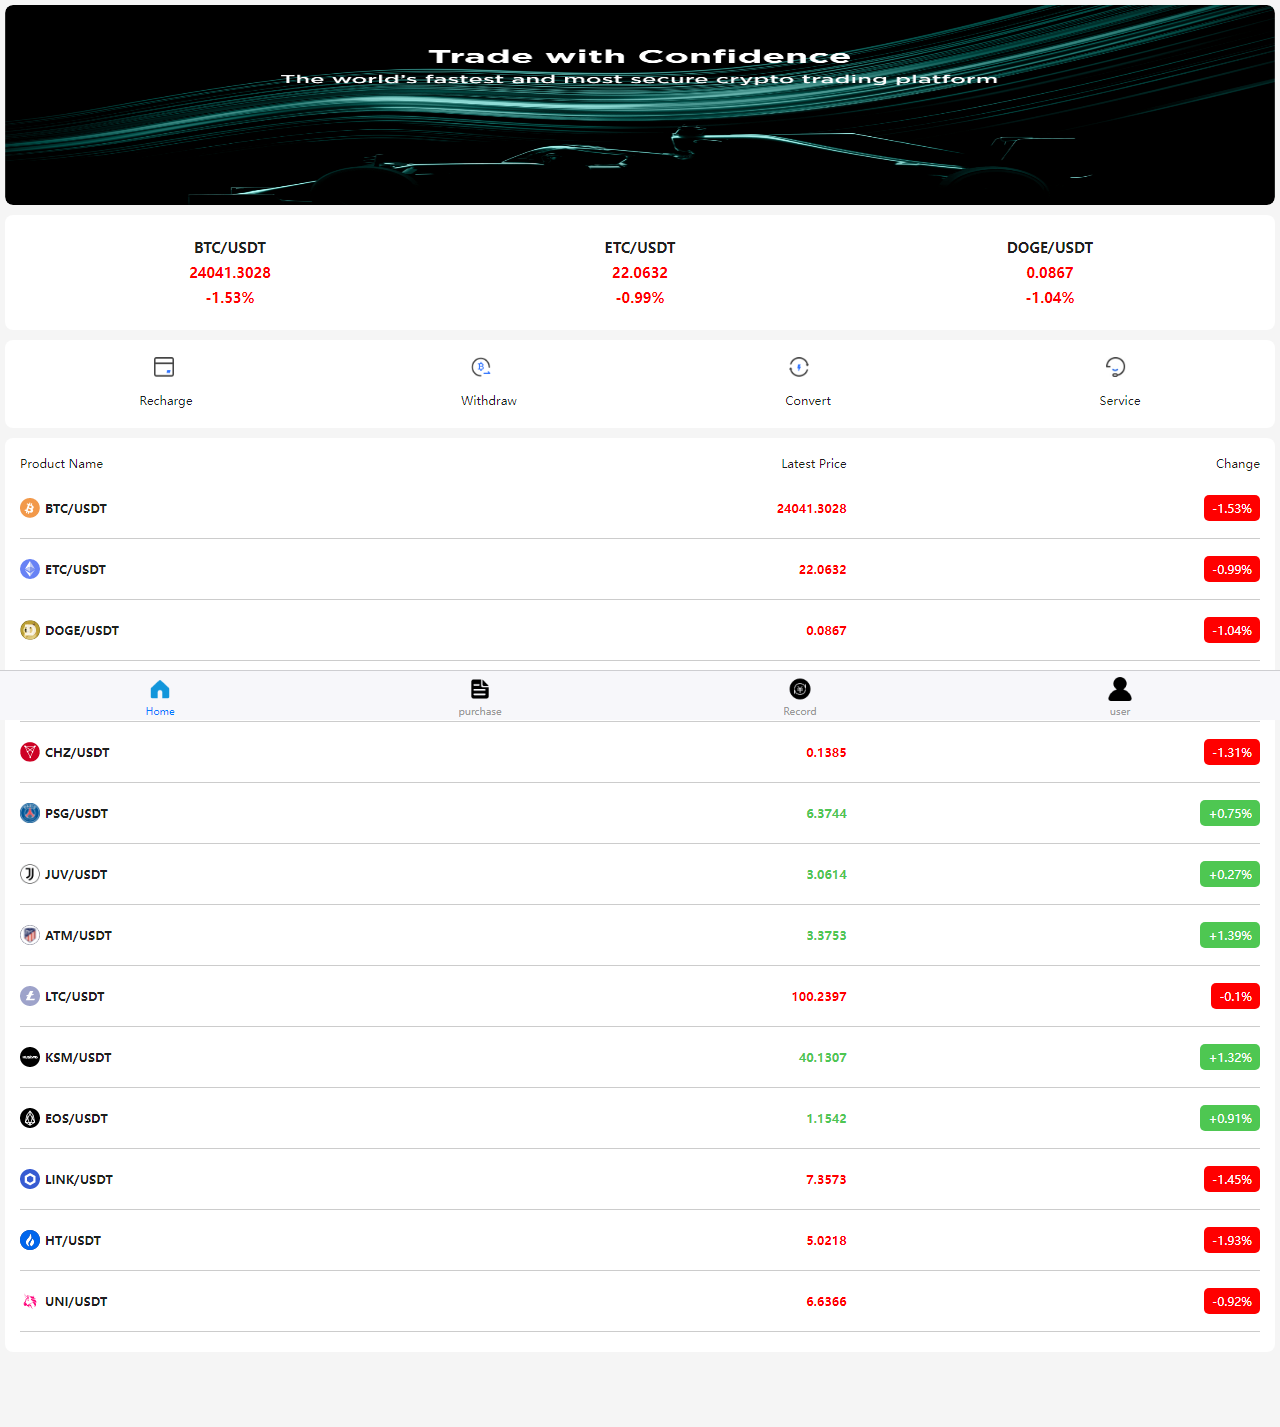 Trade with Confidence
The world's fastest and most secure crypto trading platform
BTC/USDT ETC/USDT DOGE/USDT
24041.3028 22.0632 0.0867
-1.53% -0.99% -1.04%
Recharge Withdraw Convert Service
Product Name Latest Price Change
BTC/USDT 24041.3028 -1.53%
ETC/USDT 22.0632 -0.99%
DOGE/USDT 0.0867 -1.04%
Home purchase Record user
CHZ/USDT 0.1385 -1.31%
PSG/USDT 6.3744 +0.75%
JUV/USDT 3.0614 +0.27%
ATM/USDT 3.3753 +1.39%
LTC/USDT 100.2397 -0.1%
KSM/USDT 40.1307 +1.32%
EOS/USDT 1.1542 +0.91%
LINK/USDT 7.3573 -1.45%
HT/USDT 5.0218 -1.93%
UNI/USDT 6.6366 -0.92%